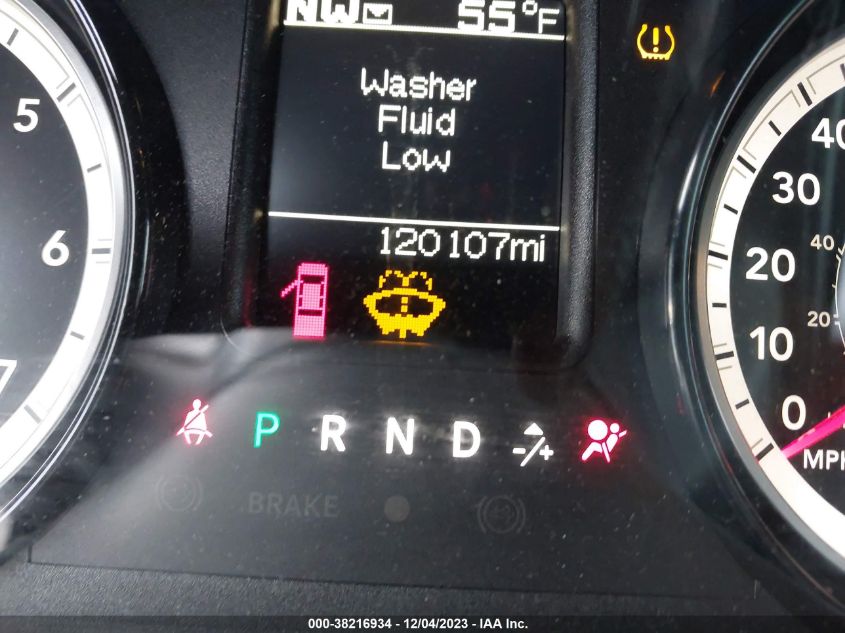 NW 55°F
Washer
Fluid
Low
120107mi
5
6
7
40
30
20
10
0
40
20
MPH
P R N D -/+
BRAKE
000-38216934 - 12/04/2023 - IAA Inc.